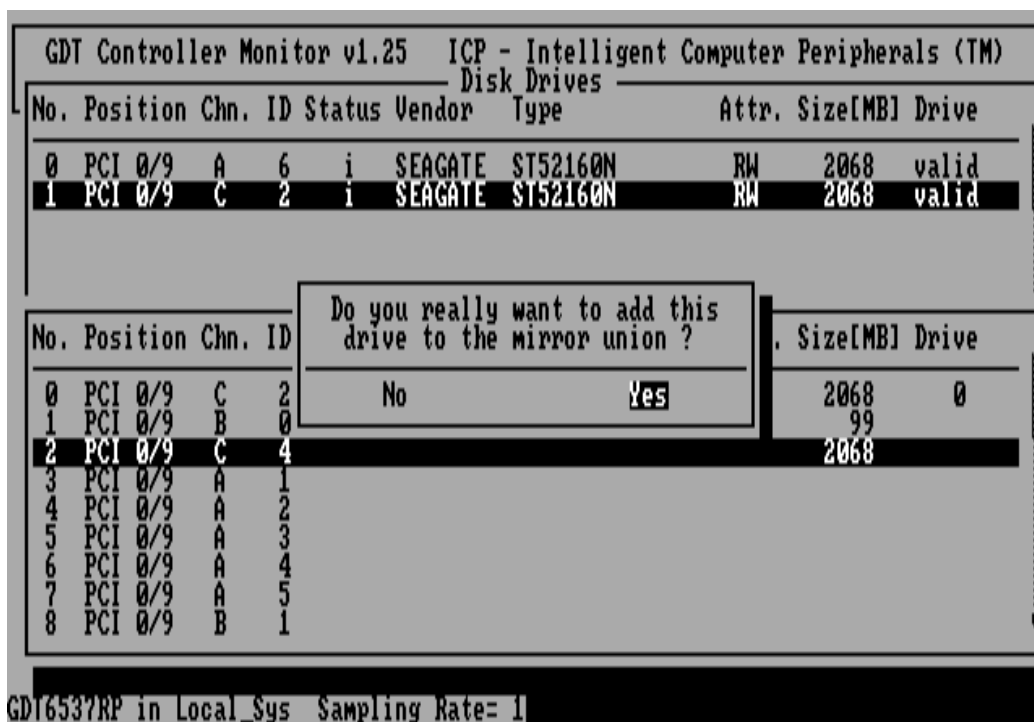 GDT Controller Monitor v1.25 ICP - Intelligent Computer Peripherals (TM)
Disk Drives
No. Position Chn. ID Status Vendor Type Attr. Size[MB] Drive
0 PCI 0/9 A 6 i SEAGATE ST52160N RW 2068 valid
1 PCI 0/9 C 2 i SEAGATE ST52160N RW 2068 valid
Do you really want to add this
drive to the mirror union ?
No Yes
No. Position Chn. ID . Size[MB] Drive
0 PCI 0/9 C 2 2068 0
1 PCI 0/9 B 0 99
2 PCI 0/9 C 4 2068
3 PCI 0/9 A 1
4 PCI 0/9 A 2
5 PCI 0/9 A 3
6 PCI 0/9 A 4
7 PCI 0/9 A 5
8 PCI 0/9 B 1
GDT6537RP in Local_Sys Sampling Rate= 1